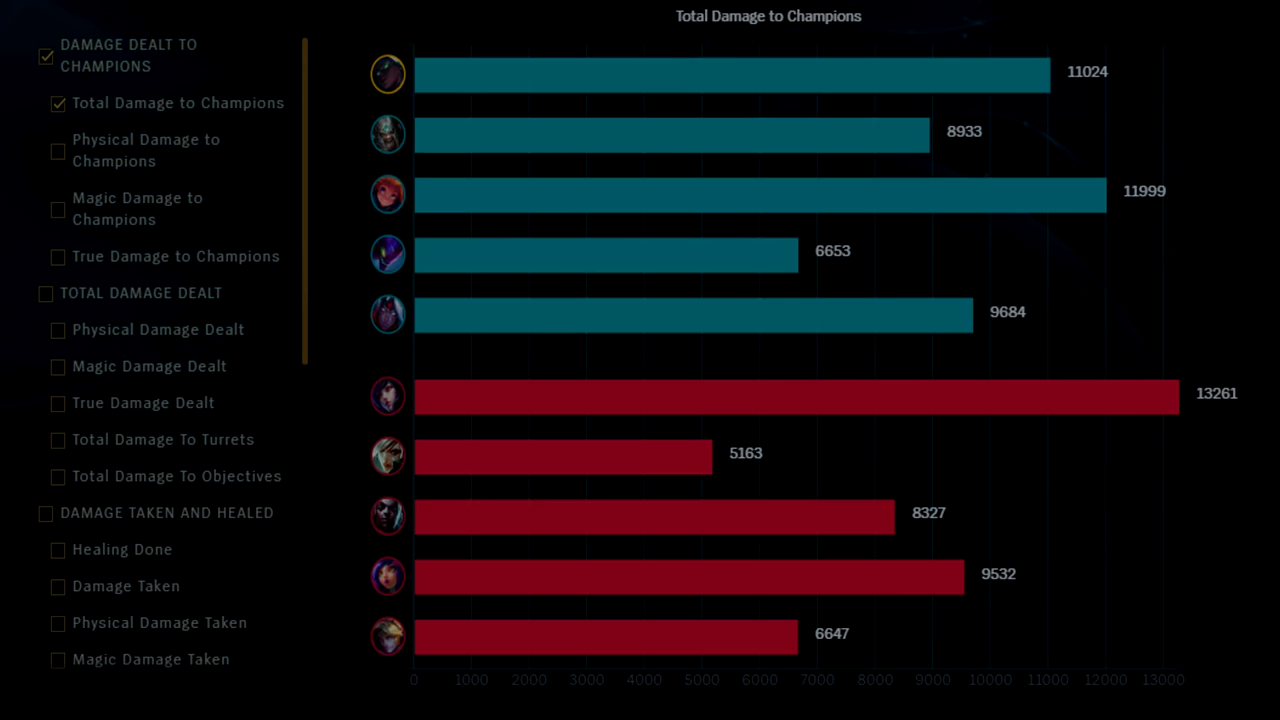 Total Damage to Champions
DAMAGE DEALT TO
CHAMPIONS
Total Damage to Champions
Physical Damage to
Champions
Magic Damage to
Champions
True Damage to Champions
TOTAL DAMAGE DEALT
Physical Damage Dealt
Magic Damage Dealt
True Damage Dealt
Total Damage To Turrets
Total Damage To Objectives
DAMAGE TAKEN AND HEALED
Healing Done
Damage Taken
Physical Damage Taken
Magic Damage Taken
11024
8933
11999
6653
9684
13261
5163
8327
9532
6647
0 1000 2000 3000 4000 5000 6000 7000 8000 9000 10000 11000 12000 13000